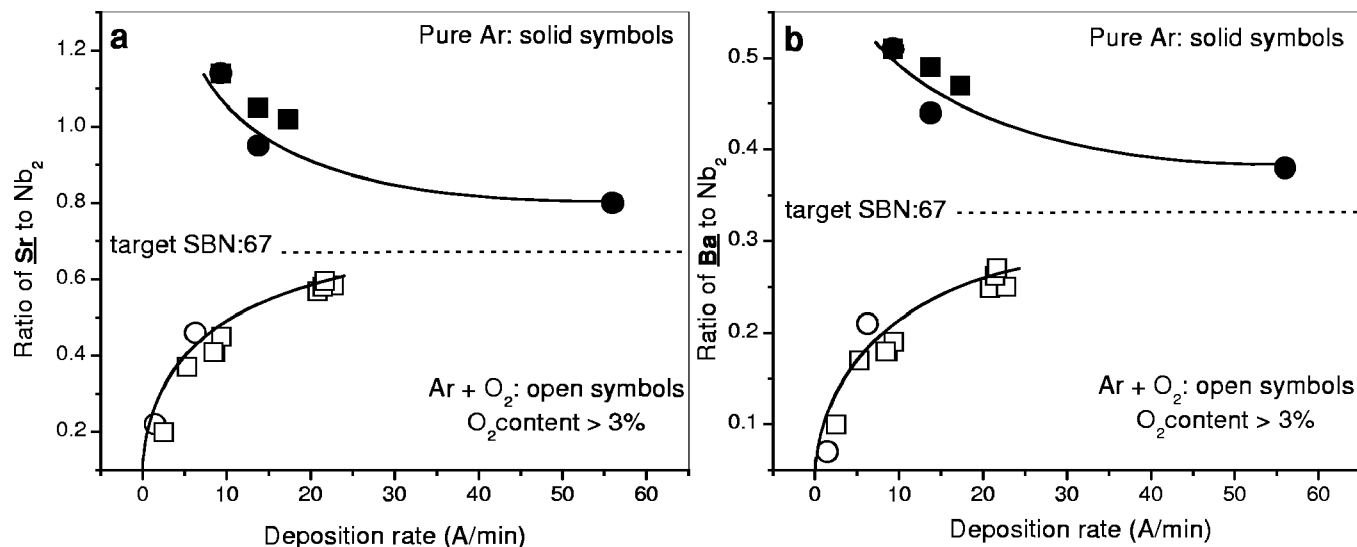 a
Pure Ar: solid symbols
1.2
1.0
0.8
0.6
0.4
0.2
Ratio of Sr to Nb2
target SBN:67
Ar + O2: open symbols
O2content > 3%
0 10 20 30 40 50 60
Deposition rate (A/min)
b
Pure Ar: solid symbols
0.5
0.4
0.3
0.2
0.1
Ratio of Ba to Nb2
target SBN:67
Ar + O2: open symbols
O2content > 3%
0 10 20 30 40 50 60
Deposition rate (A/min)